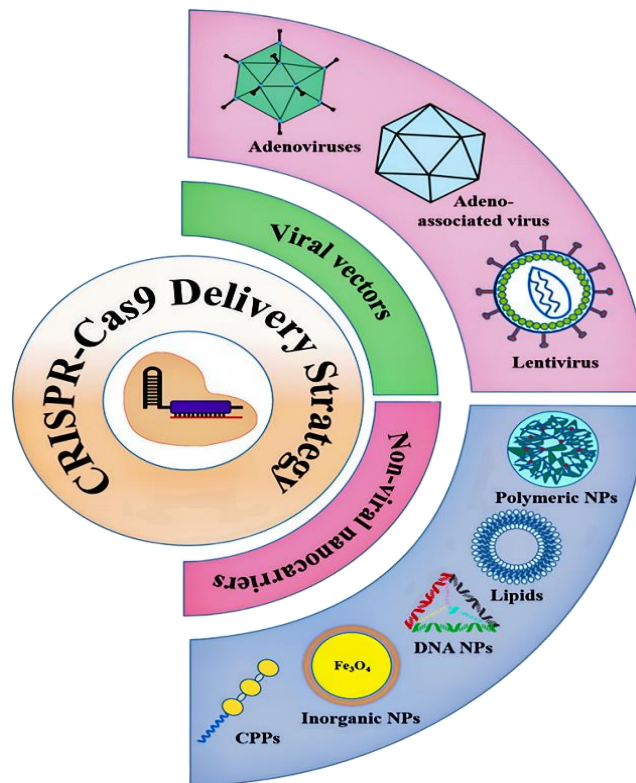 Adenoviruses
Adeno-
associated virus
Lentivirus
Viral vectors
CRISPR-Cas9 Delivery Strategy
Non-viral nanocarriers
Polymeric NPs
Lipids
DNA NPs
Fe₃O₄
Inorganic NPs
CPPs